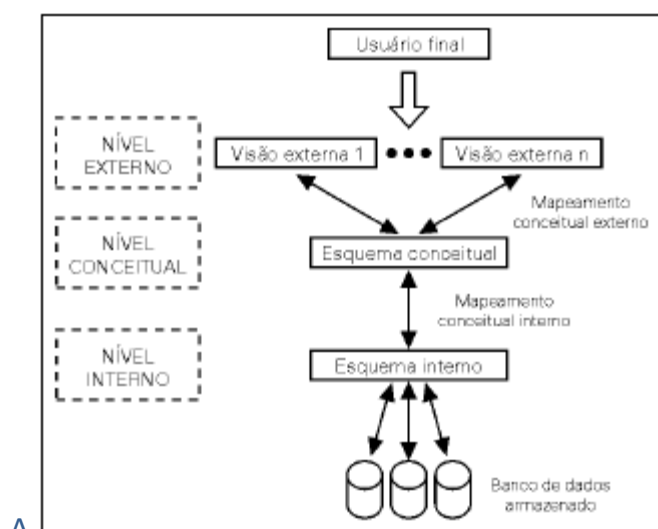 Usuário final
NÍVEL
EXTERNO
Visão externa 1
Visão externa n
Mapeamento
conceitual externo
NÍVEL
CONCEITUAL
Esquema conceitual
Mapeamento
conceitual interno
NÍVEL
INTERNO
Esquema interno
Banco de dados
armazenado
A